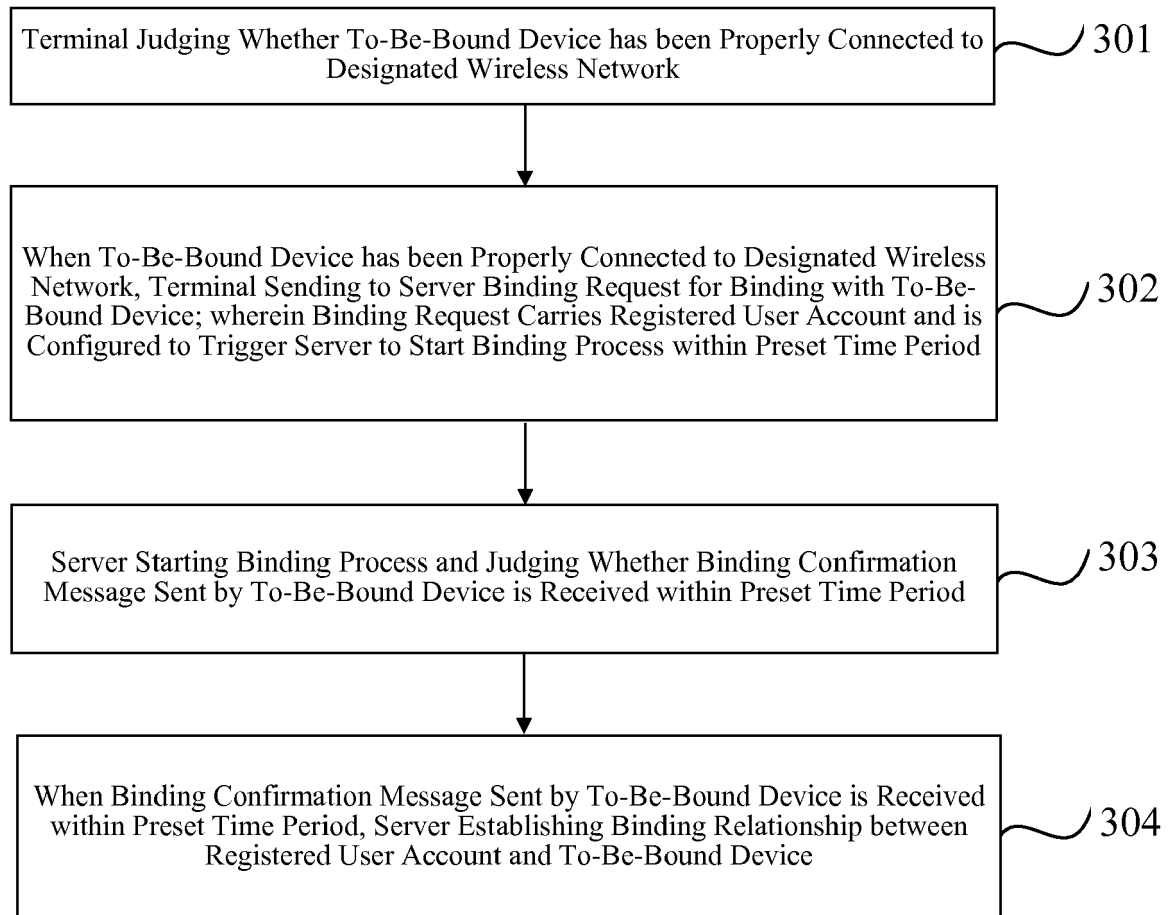 Terminal Judging Whether To-Be-Bound Device has been Properly Connected to
Designated Wireless Network
301
When To-Be-Bound Device has been Properly Connected to Designated Wireless
Network, Terminal Sending to Server Binding Request for Binding with To-Be-
Bound Device; wherein Binding Request Carries Registered User Account and is
Configured to Trigger Server to Start Binding Process within Preset Time Period
302
Server Starting Binding Process and Judging Whether Binding Confirmation
Message Sent by To-Be-Bound Device is Received within Preset Time Period
303
When Binding Confirmation Message Sent by To-Be-Bound Device is Received
within Preset Time Period, Server Establishing Binding Relationship between
Registered User Account and To-Be-Bound Device
304